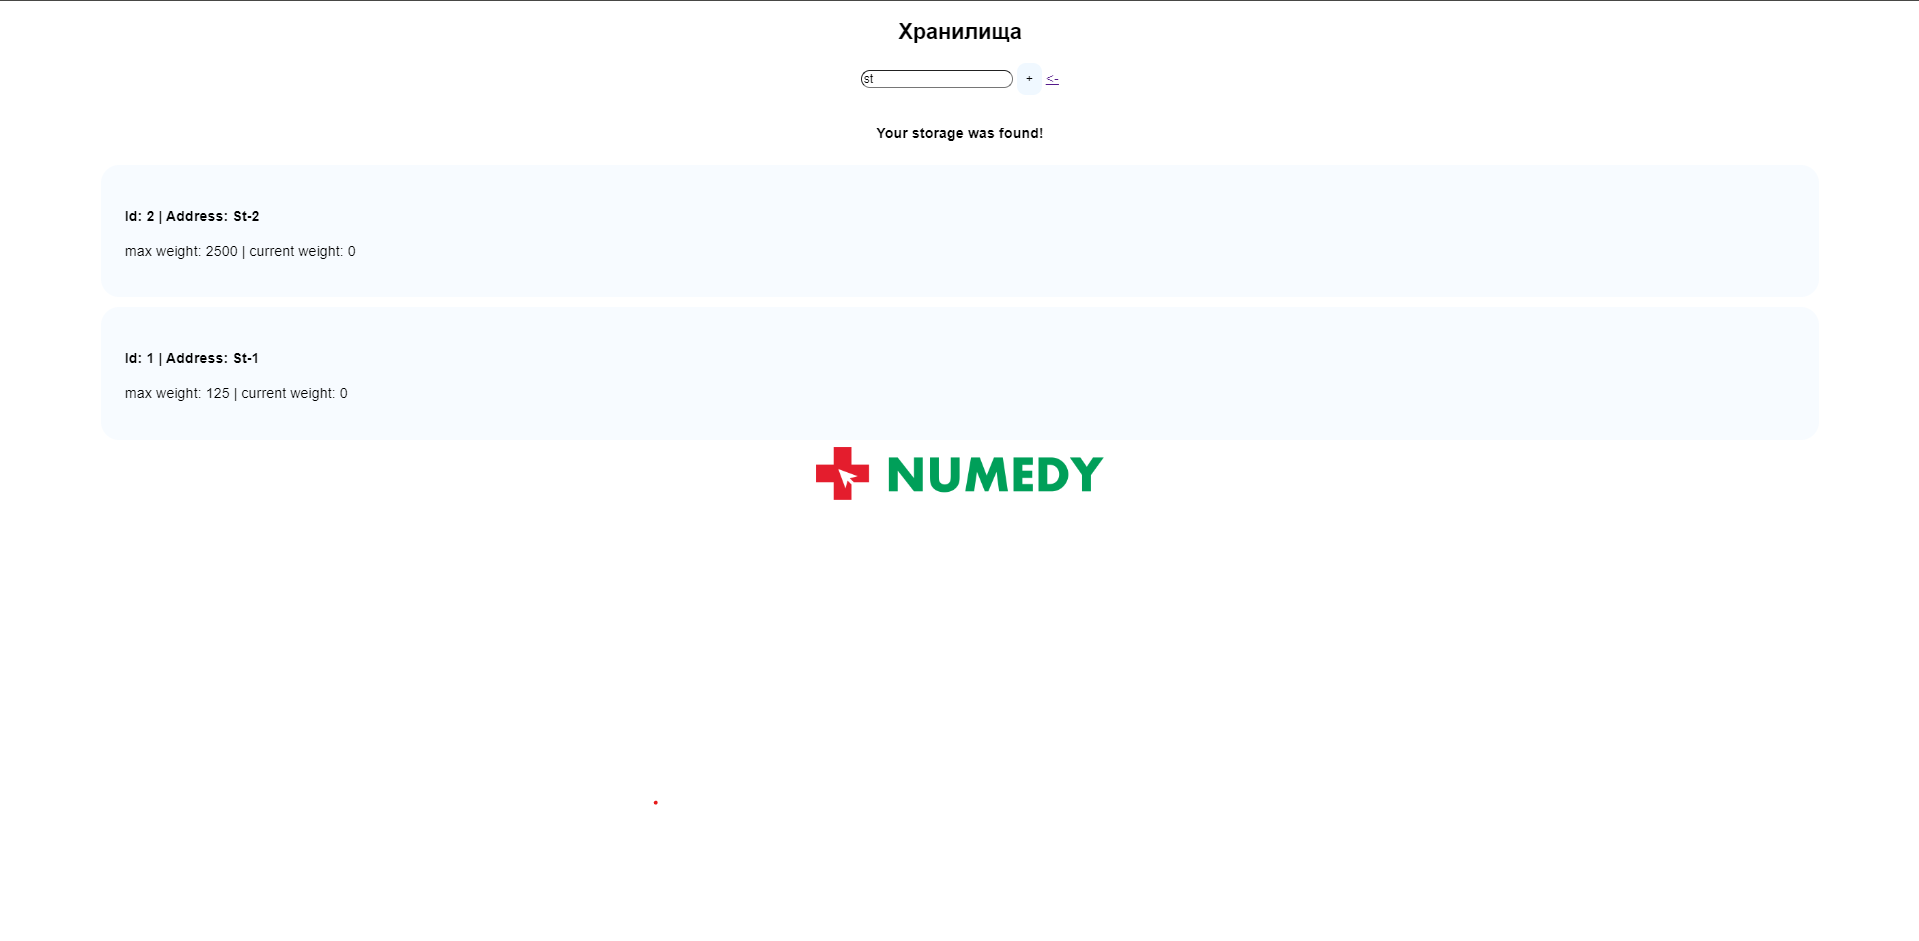 Хранилища
st + <-
Your storage was found!
Id: 2 | Address: St-2
max weight: 2500 | current weight: 0
Id: 1 | Address: St-1
max weight: 125 | current weight: 0
NUMEDY